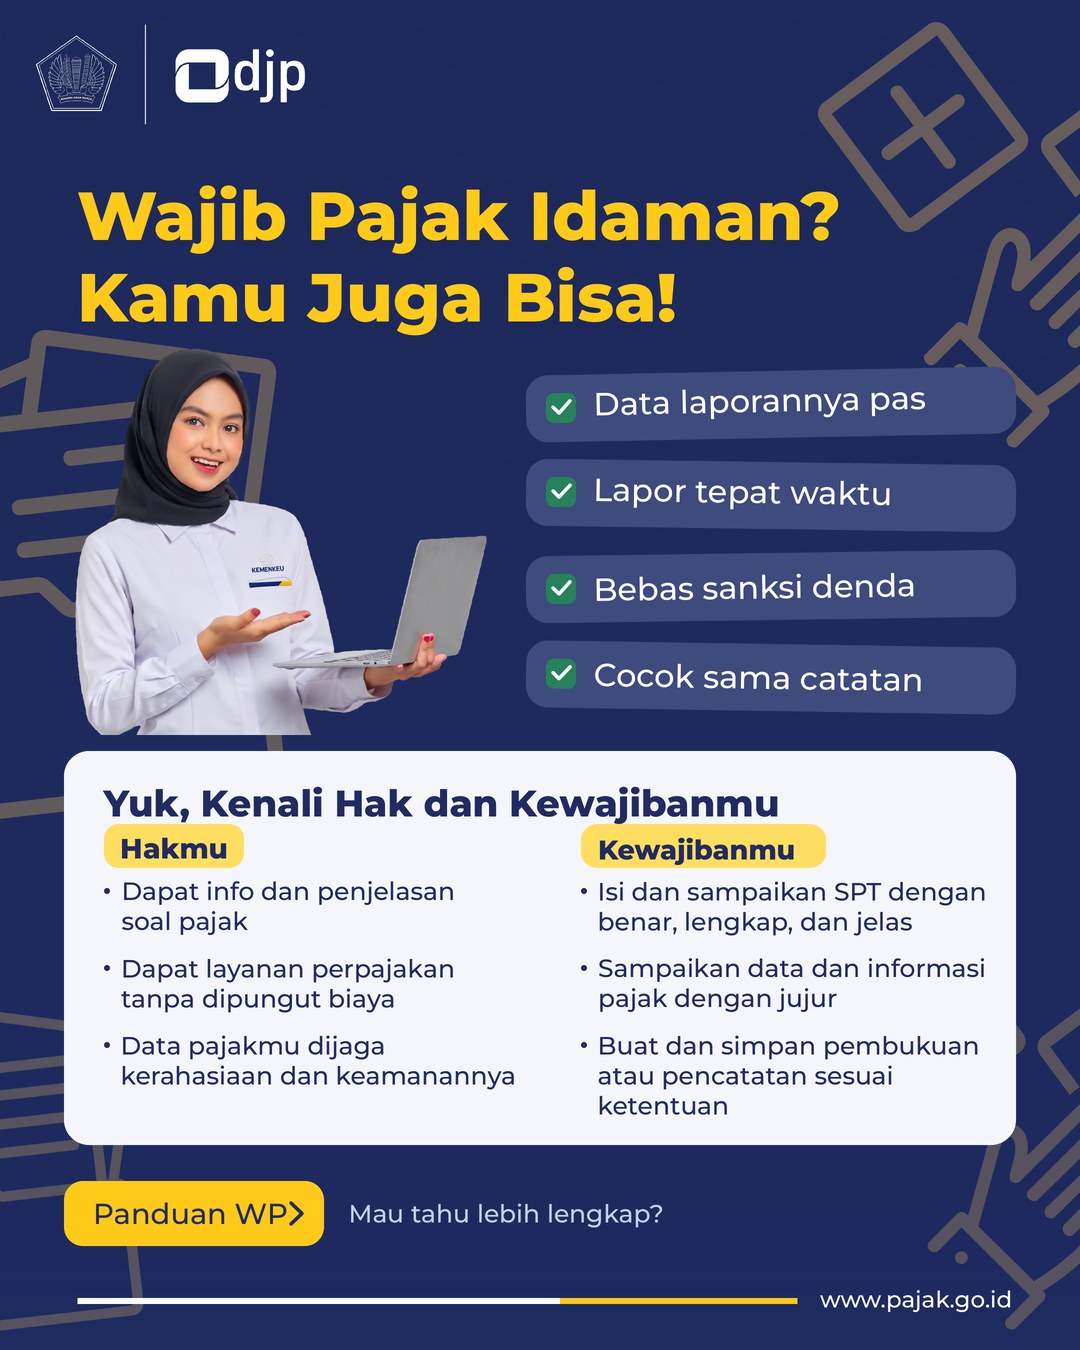 djp
Wajib Pajak Idaman?
Kamu Juga Bisa!
Data laporannya pas
Lapor tepat waktu
Bebas sanksi denda
Cocok sama catatan
KEMENKEU
Yuk, Kenali Hak dan Kewajibanmu
Hakmu
• Dapat info dan penjelasan
soal pajak
• Dapat layanan perpajakan
tanpa dipungut biaya
• Data pajakmu dijaga
kerahasiaan dan keamanannya
Kewajibanmu
• Isi dan sampaikan SPT dengan
benar, lengkap, dan jelas
• Sampaikan data dan informasi
pajak dengan jujur
• Buat dan simpan pembukuan
atau pencatatan sesuai
ketentuan
Panduan WP
Mau tahu lebih lengkap?
www.pajak.go.id